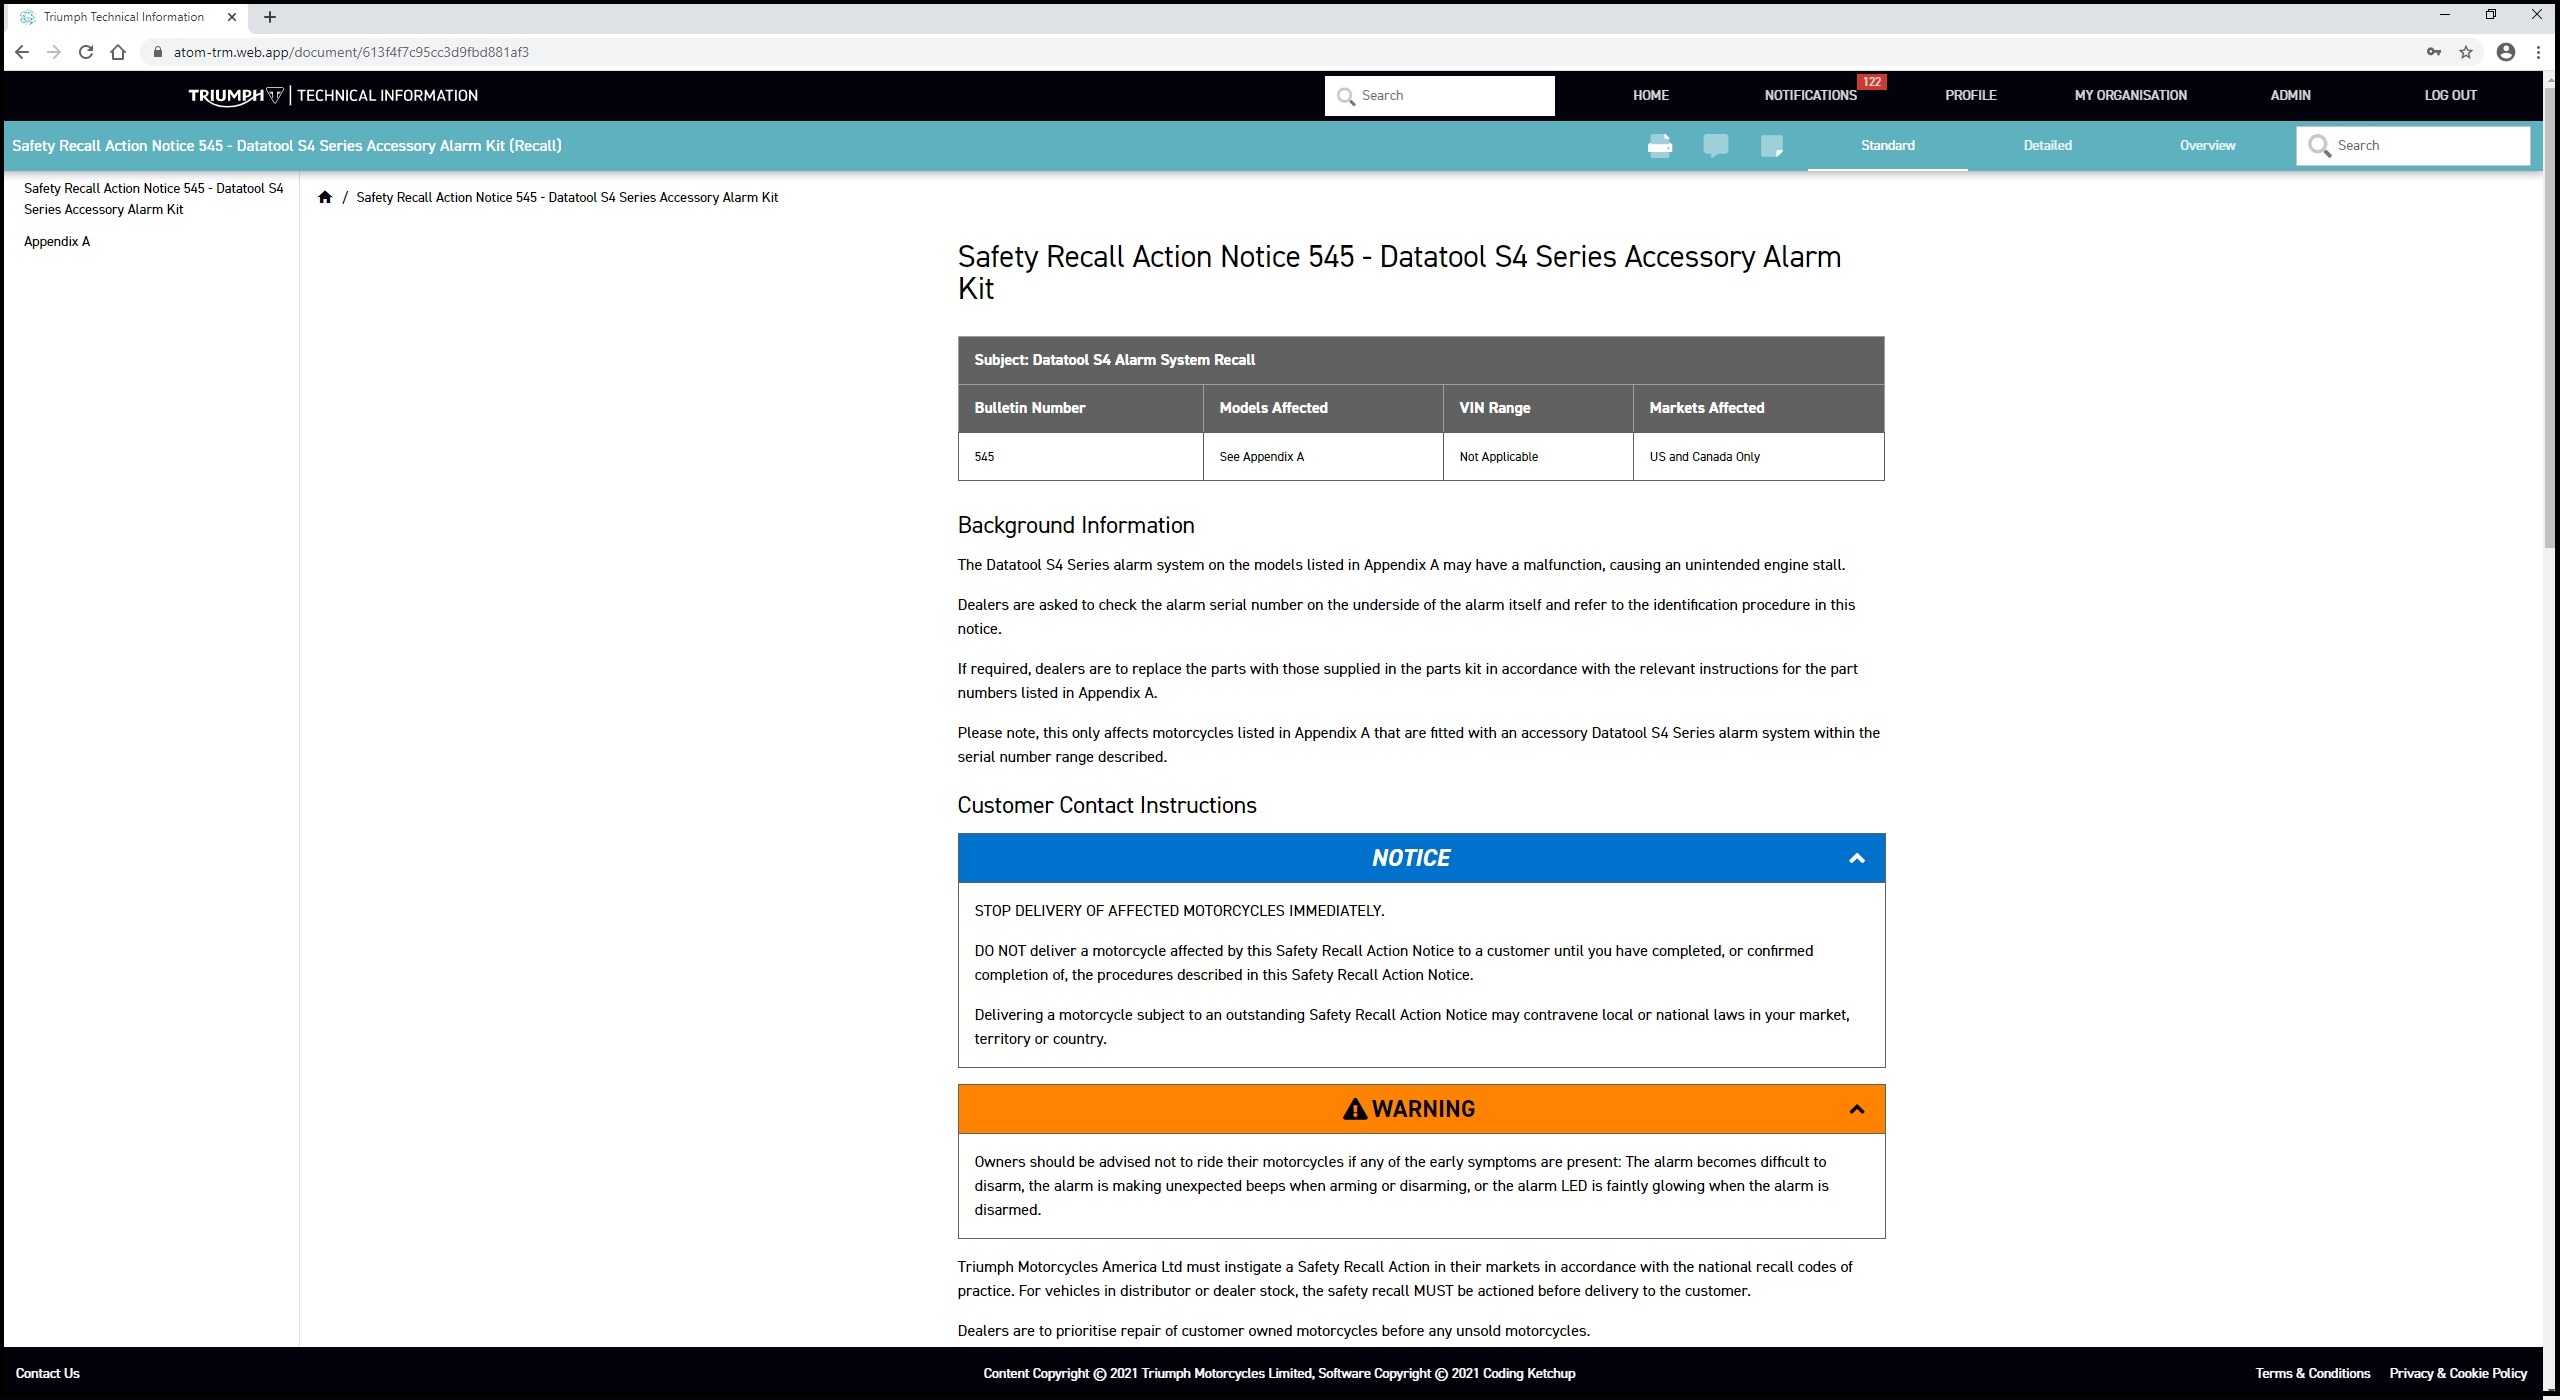 Triumph Technical Information
atom-trm.web.app/document/613f4f7c95cc3d9fbd881af3
TRIUMPH | TECHNICAL INFORMATION
Search
HOME
NOTIFICATIONS
122
PROFILE
MY ORGANISATION
ADMIN
LOG OUT
Safety Recall Action Notice 545 - Datatool S4 Series Accessory Alarm Kit (Recall)
Standard
Detailed
Overview
Search
Safety Recall Action Notice 545 - Datatool S4
Series Accessory Alarm Kit
Appendix A
/ Safety Recall Action Notice 545 - Datatool S4 Series Accessory Alarm Kit
Safety Recall Action Notice 545 - Datatool S4 Series Accessory Alarm
Kit
Subject: Datatool S4 Alarm System Recall
Bulletin Number Models Affected VIN Range Markets Affected
545 See Appendix A Not Applicable US and Canada Only
Background Information
The Datatool S4 Series alarm system on the models listed in Appendix A may have a malfunction, causing an unintended engine stall.
Dealers are asked to check the alarm serial number on the underside of the alarm itself and refer to the identification procedure in this
notice.
If required, dealers are to replace the parts with those supplied in the parts kit in accordance with the relevant instructions for the part
numbers listed in Appendix A.
Please note, this only affects motorcycles listed in Appendix A that are fitted with an accessory Datatool S4 Series alarm system within the
serial number range described.
Customer Contact Instructions
NOTICE
STOP DELIVERY OF AFFECTED MOTORCYCLES IMMEDIATELY.
DO NOT deliver a motorcycle affected by this Safety Recall Action Notice to a customer until you have completed, or confirmed
completion of, the procedures described in this Safety Recall Action Notice.
Delivering a motorcycle subject to an outstanding Safety Recall Action Notice may contravene local or national laws in your market,
territory or country.
WARNING
Owners should be advised not to ride their motorcycles if any of the early symptoms are present: The alarm becomes difficult to
disarm, the alarm is making unexpected beeps when arming or disarming, or the alarm LED is faintly glowing when the alarm is
disarmed.
Triumph Motorcycles America Ltd must instigate a Safety Recall Action in their markets in accordance with the national recall codes of
practice. For vehicles in distributor or dealer stock, the safety recall MUST be actioned before delivery to the customer.
Dealers are to prioritise repair of customer owned motorcycles before any unsold motorcycles.
Contact Us
Content Copyright © 2021 Triumph Motorcycles Limited, Software Copyright © 2021 Coding Ketchup
Terms & Conditions
Privacy & Cookie Policy